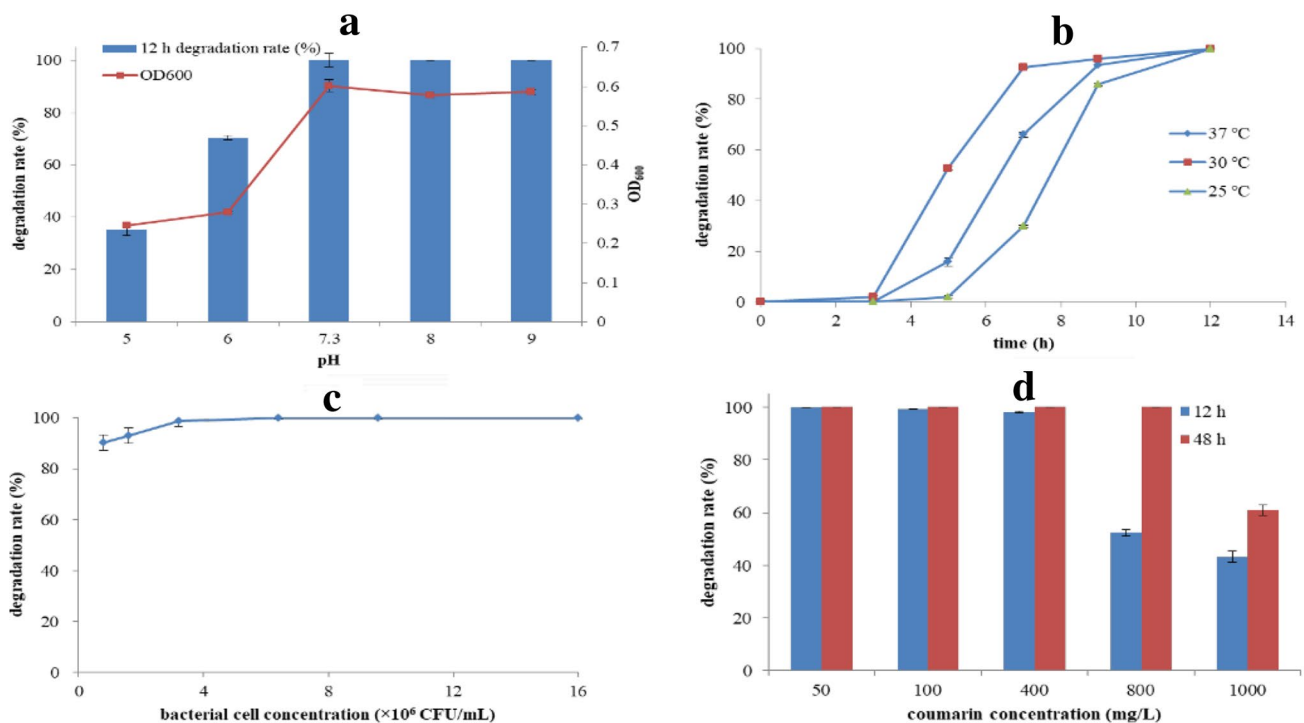 a
12 h degradation rate (%)
OD600
100
80
60
40
20
0
degradation rate (%)
0.7
0.6
0.5
0.4
0.3
0.2
0.1
0
OD600
5 6 7.3 8 9
pH
b
100
80
60
40
20
0
degradation rate (%)
37 °C
30 °C
25 °C
0 2 4 6 8 10 12 14
time (h)
c
100
80
60
40
20
0
degradation rate (%)
0 4 8 12 16
bacterial cell concentration (×10⁶ CFU/mL)
d
12 h
48 h
100
80
60
40
20
0
degradation rate (%)
50 100 400 800 1000
coumarin concentration (mg/L)